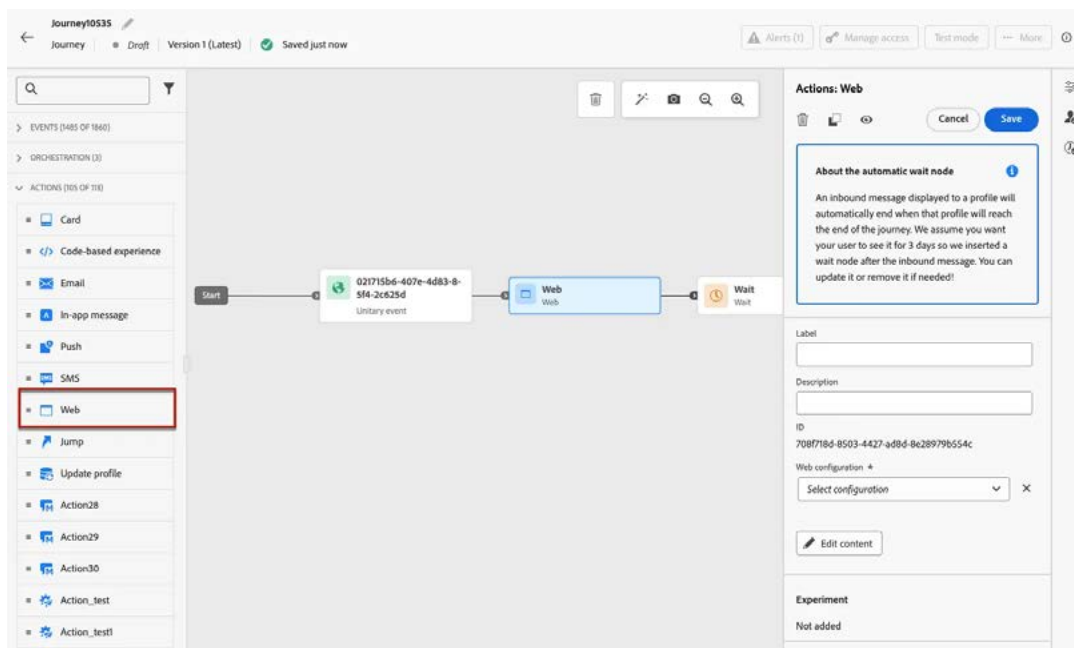 Journey10535
Journey Draft Version 1 (Latest) Saved just now
Alerts (1) Manage access Test mode ··· More
EVENTS (1485 OF 1860)
ORCHESTRATION (3)
ACTIONS (105 OF 118)
Card
Code-based experience
Email
In-app message
Push
SMS
Web
Jump
Update profile
Action28
Action29
Action30
Action_test
Action_test1
Start
021715b6-407e-4d83-8-
5f4-2c625d
Unitary event
Web
Web
Wait
Wait
Actions: Web
Cancel Save
About the automatic wait node
An inbound message displayed to a profile will
automatically end when that profile will reach
the end of the journey. We assume you want
your user to see it for 3 days so we inserted a
wait node after the inbound message. You can
update it or remove it if needed!
Label
Description
ID
708f718d-8503-4427-ad8d-8e28979b554c
Web configuration *
Select configuration
Edit content
Experiment
Not added